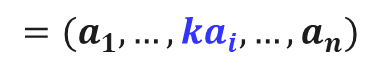 = (a₁, …, kaᵢ, …, aₙ)